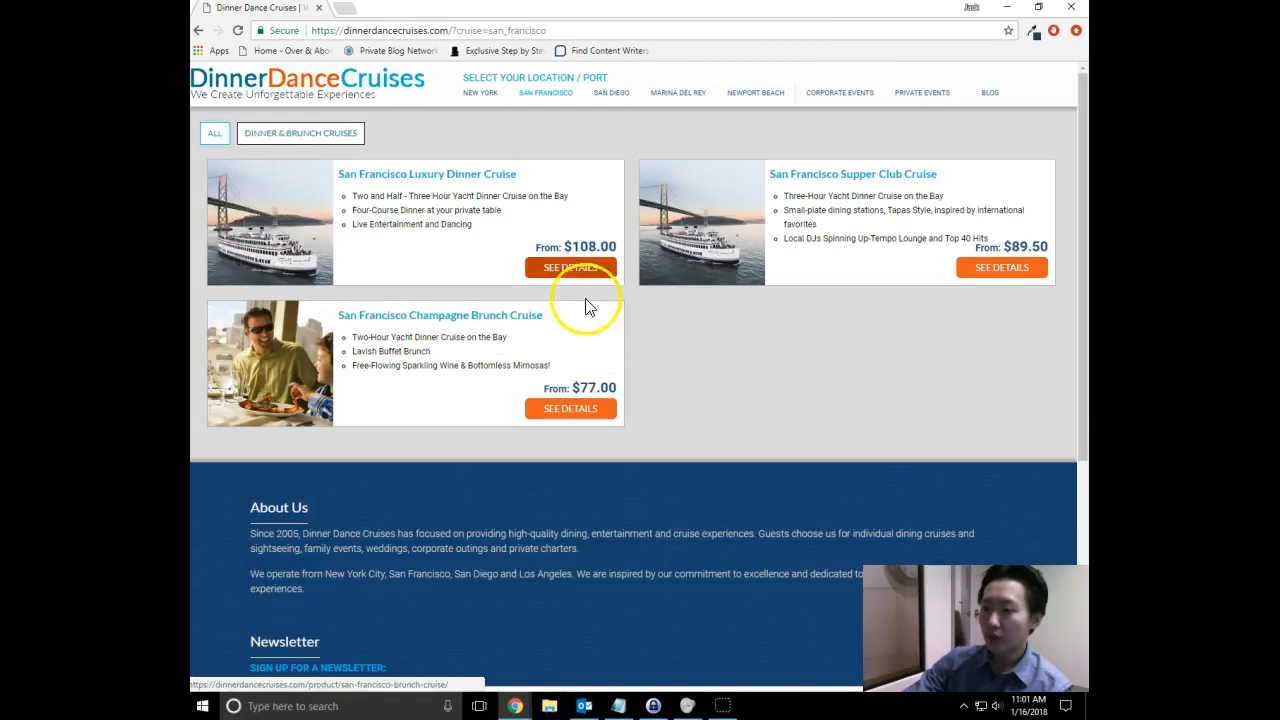 Dinner Dance Cruises |
Jack
Secure
https://dinnerdancecruises.com/?cruise=san_francisco
Apps
Home - Over & Abo
Private Blog Network
Exclusive Step by Ste
Find Content Writers
DinnerDanceCruises
We Create Unforgettable Experiences
SELECT YOUR LOCATION / PORT
NEW YORK SAN FRANCISCO SAN DIEGO MARINA DEL REY NEWPORT BEACH CORPORATE EVENTS PRIVATE EVENTS BLOG
ALL
DINNER & BRUNCH CRUISES
San Francisco Luxury Dinner Cruise
Two and Half - Three Hour Yacht Dinner Cruise on the Bay
Four-Course Dinner at your private table
Live Entertainment and Dancing
From: $108.00
SEE DETAILS
San Francisco Supper Club Cruise
Three-Hour Yacht Dinner Cruise on the Bay
Small-plate dining stations, Tapas Style, inspired by international
favorites
Local DJs Spinning Up-Tempo Lounge and Top 40 Hits
From: $89.50
SEE DETAILS
San Francisco Champagne Brunch Cruise
Two-Hour Yacht Dinner Cruise on the Bay
Lavish Buffet Brunch
Free-Flowing Sparkling Wine & Bottomless Mimosas!
From: $77.00
SEE DETAILS
About Us
Since 2005, Dinner Dance Cruises has focused on providing high-quality dining, entertainment and cruise experiences. Guests choose us for individual dining cruises and
sightseeing, family events, weddings, corporate outings and private charters.
We operate from New York City, San Francisco, San Diego and Los Angeles. We are inspired by our commitment to excellence and dedicated to
experiences.
Newsletter
SIGN UP FOR A NEWSLETTER:
https://dinnerdancecruises.com/product/san-francisco-brunch-cruise/
Type here to search
11:01 AM
1/16/2018